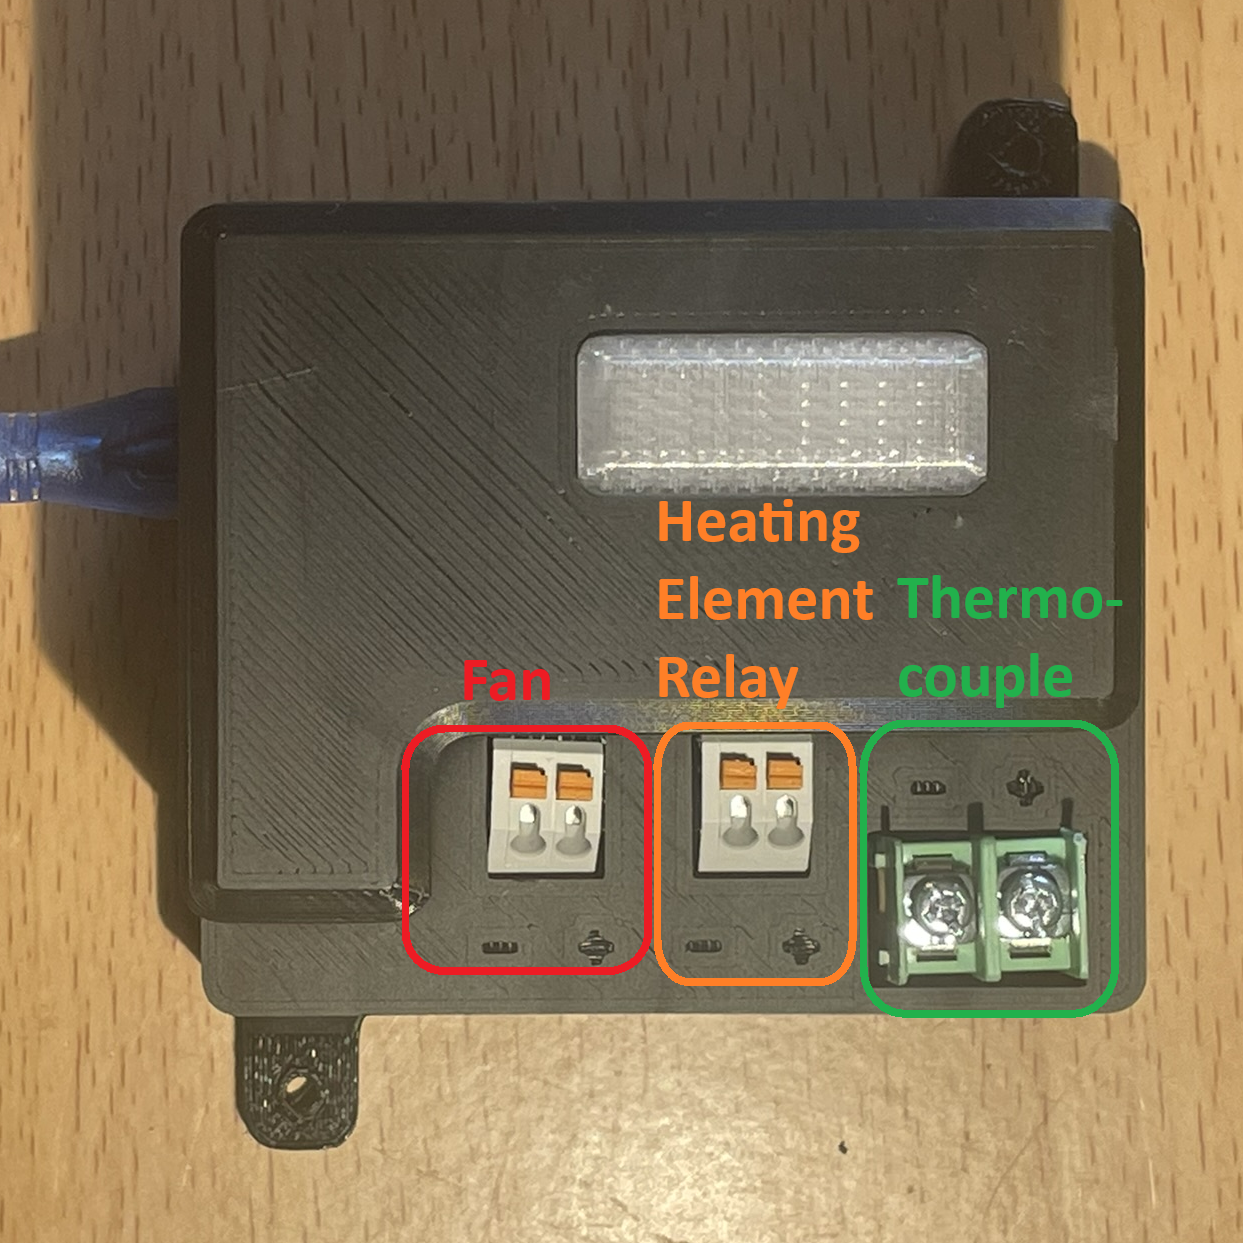 Heating
Element
Relay
Thermo-
couple
Fan
- +
- +
- +